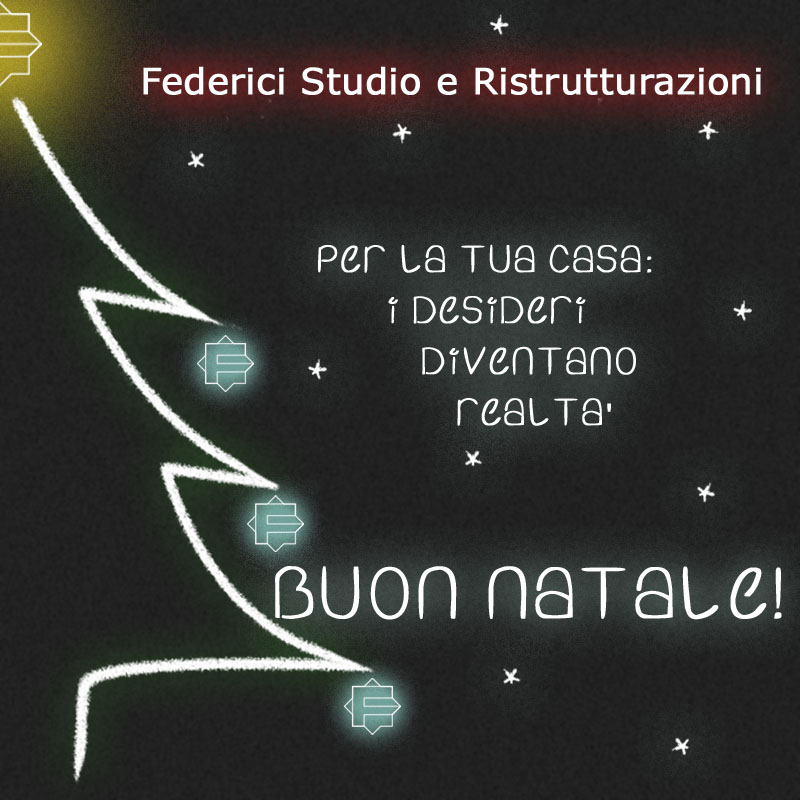 Federici Studio e Ristrutturazioni
Per la tua casa:
i desideri
diventano
realta'
F
F
Buon Natale!
F